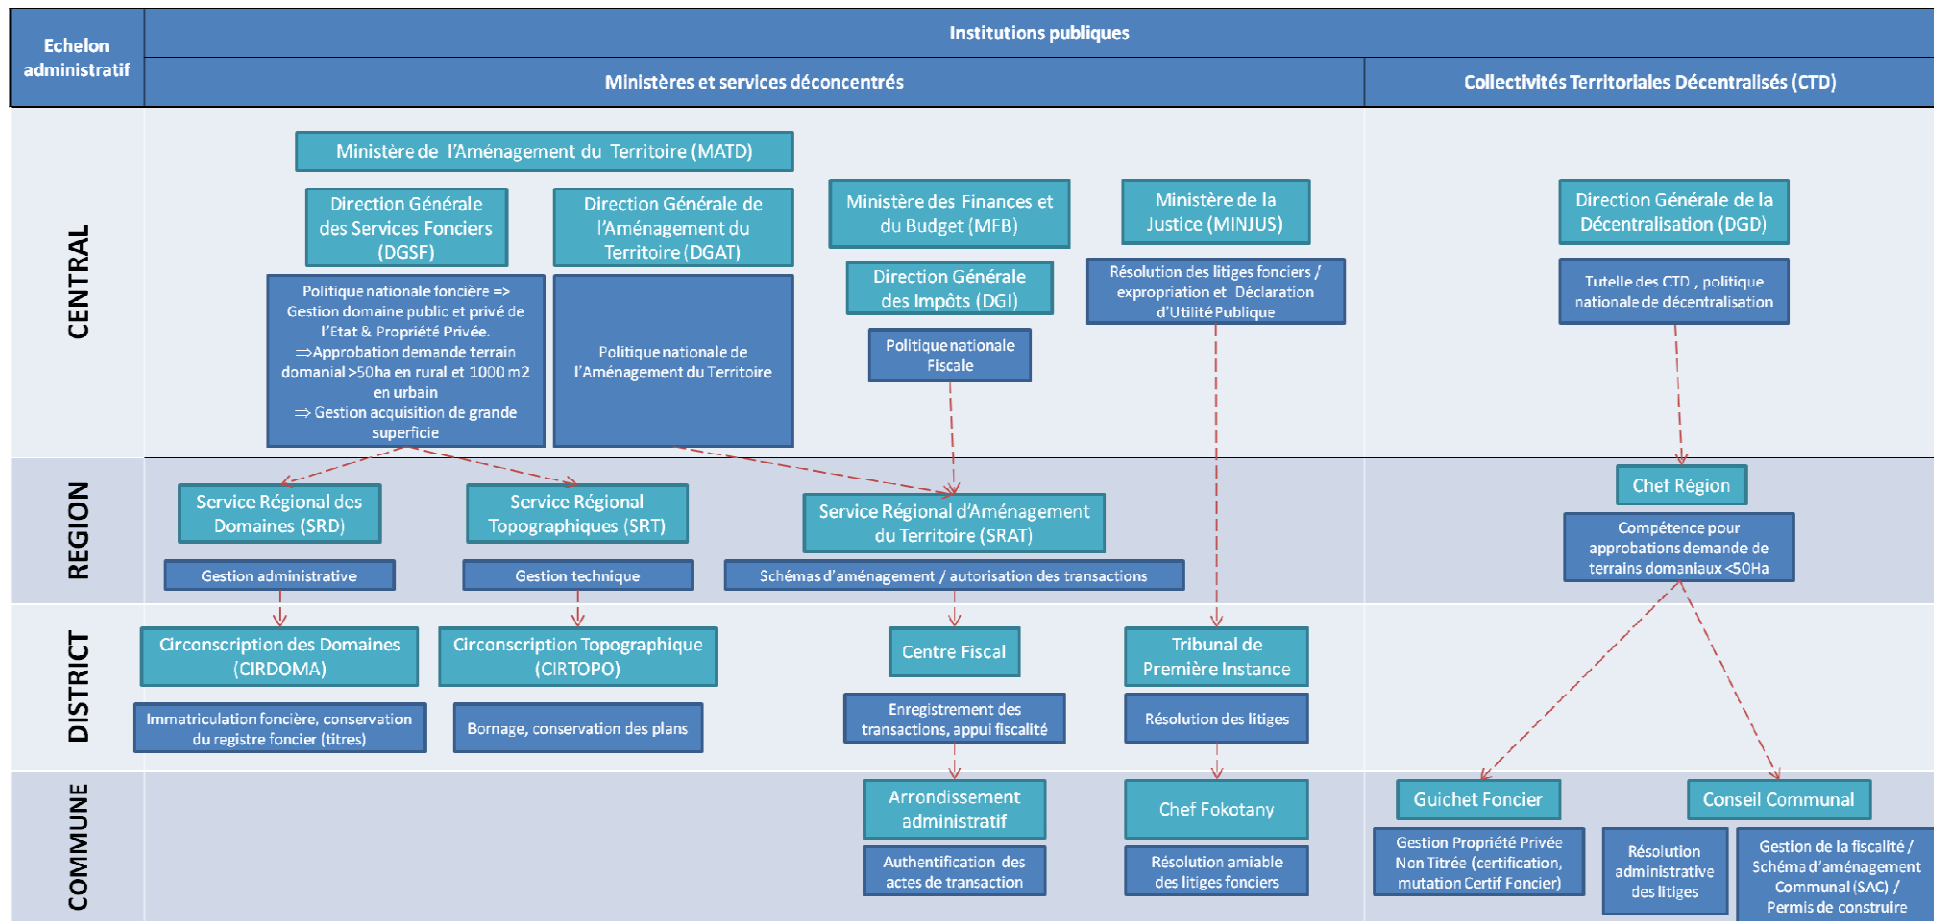 Echelon
administratif
Institutions publiques
Ministères et services déconcentrés
Collectivités Territoriales Décentralisés (CTD)
CENTRAL
Ministère de l'Aménagement du Territoire (MATD)
Direction Générale
des Services Fonciers
(DGSF)
Direction Générale de
l'Aménagement du
Territoire (DGAT)
Ministère des Finances et
du Budget (MFB)
Ministère de la
Justice (MINJUS)
Direction Générale de la
Décentralisation (DGD)
Politique nationale foncière =>
Gestion domaine public et privé de
l'Etat & Propriété Privée.
⇒Approbation demande terrain
domanial >50ha en rural et 1000 m2
en urbain
⇒ Gestion acquisition de grande
superficie
Politique nationale de
l'Aménagement du Territoire
Direction Générale
des Impôts (DGI)
Politique nationale
Fiscale
Résolution des litiges fonciers /
expropriation et Déclaration
d'Utilité Publique
Tutelle des CTD , politique
nationale de décentralisation
REGION
Service Régional des
Domaines (SRD)
Service Régional
Topographiques (SRT)
Service Régional d'Aménagement
du Territoire (SRAT)
Chef Région
Gestion administrative
Gestion technique
Schémas d'aménagement / autorisation des transactions
Compétence pour
approbations demande de
terrains domaniaux <50Ha
DISTRICT
Circonscription des Domaines
(CIRDOMA)
Circonscription Topographique
(CIRTOPO)
Centre Fiscal
Tribunal de
Première Instance
Immatriculation foncière, conservation
du registre foncier (titres)
Bornage, conservation des plans
Enregistrement des
transactions, appui fiscalité
Résolution des litiges
COMMUNE
Arrondissement
administratif
Chef Fokotany
Guichet Foncier
Conseil Communal
Authentification des
actes de transaction
Résolution amiable
des litiges fonciers
Gestion Propriété Privée
Non Titrée (certification,
mutation Certif Foncier)
Résolution
administrative
des litiges
Gestion de la fiscalité /
Schéma d'aménagement
Communal (SAC) /
Permis de construire